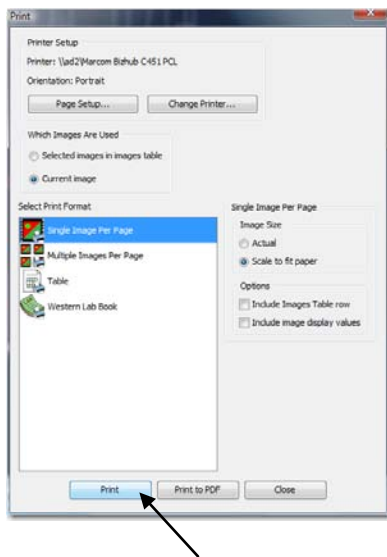 Print
Printer Setup
Printer: \\ad2\Marcom Bizhub C451 PCL
Orientation: Portrait
Page Setup...
Change Printer...
Which Images Are Used
Selected images in images table
Current image
Select Print Format
Single Image Per Page
Multiple Images Per Page
Table
Western Lab Book
Single Image Per Page
Image Size
Actual
Scale to fit paper
Options
Include Images Table row
Include image display values
Print
Print to PDF
Close